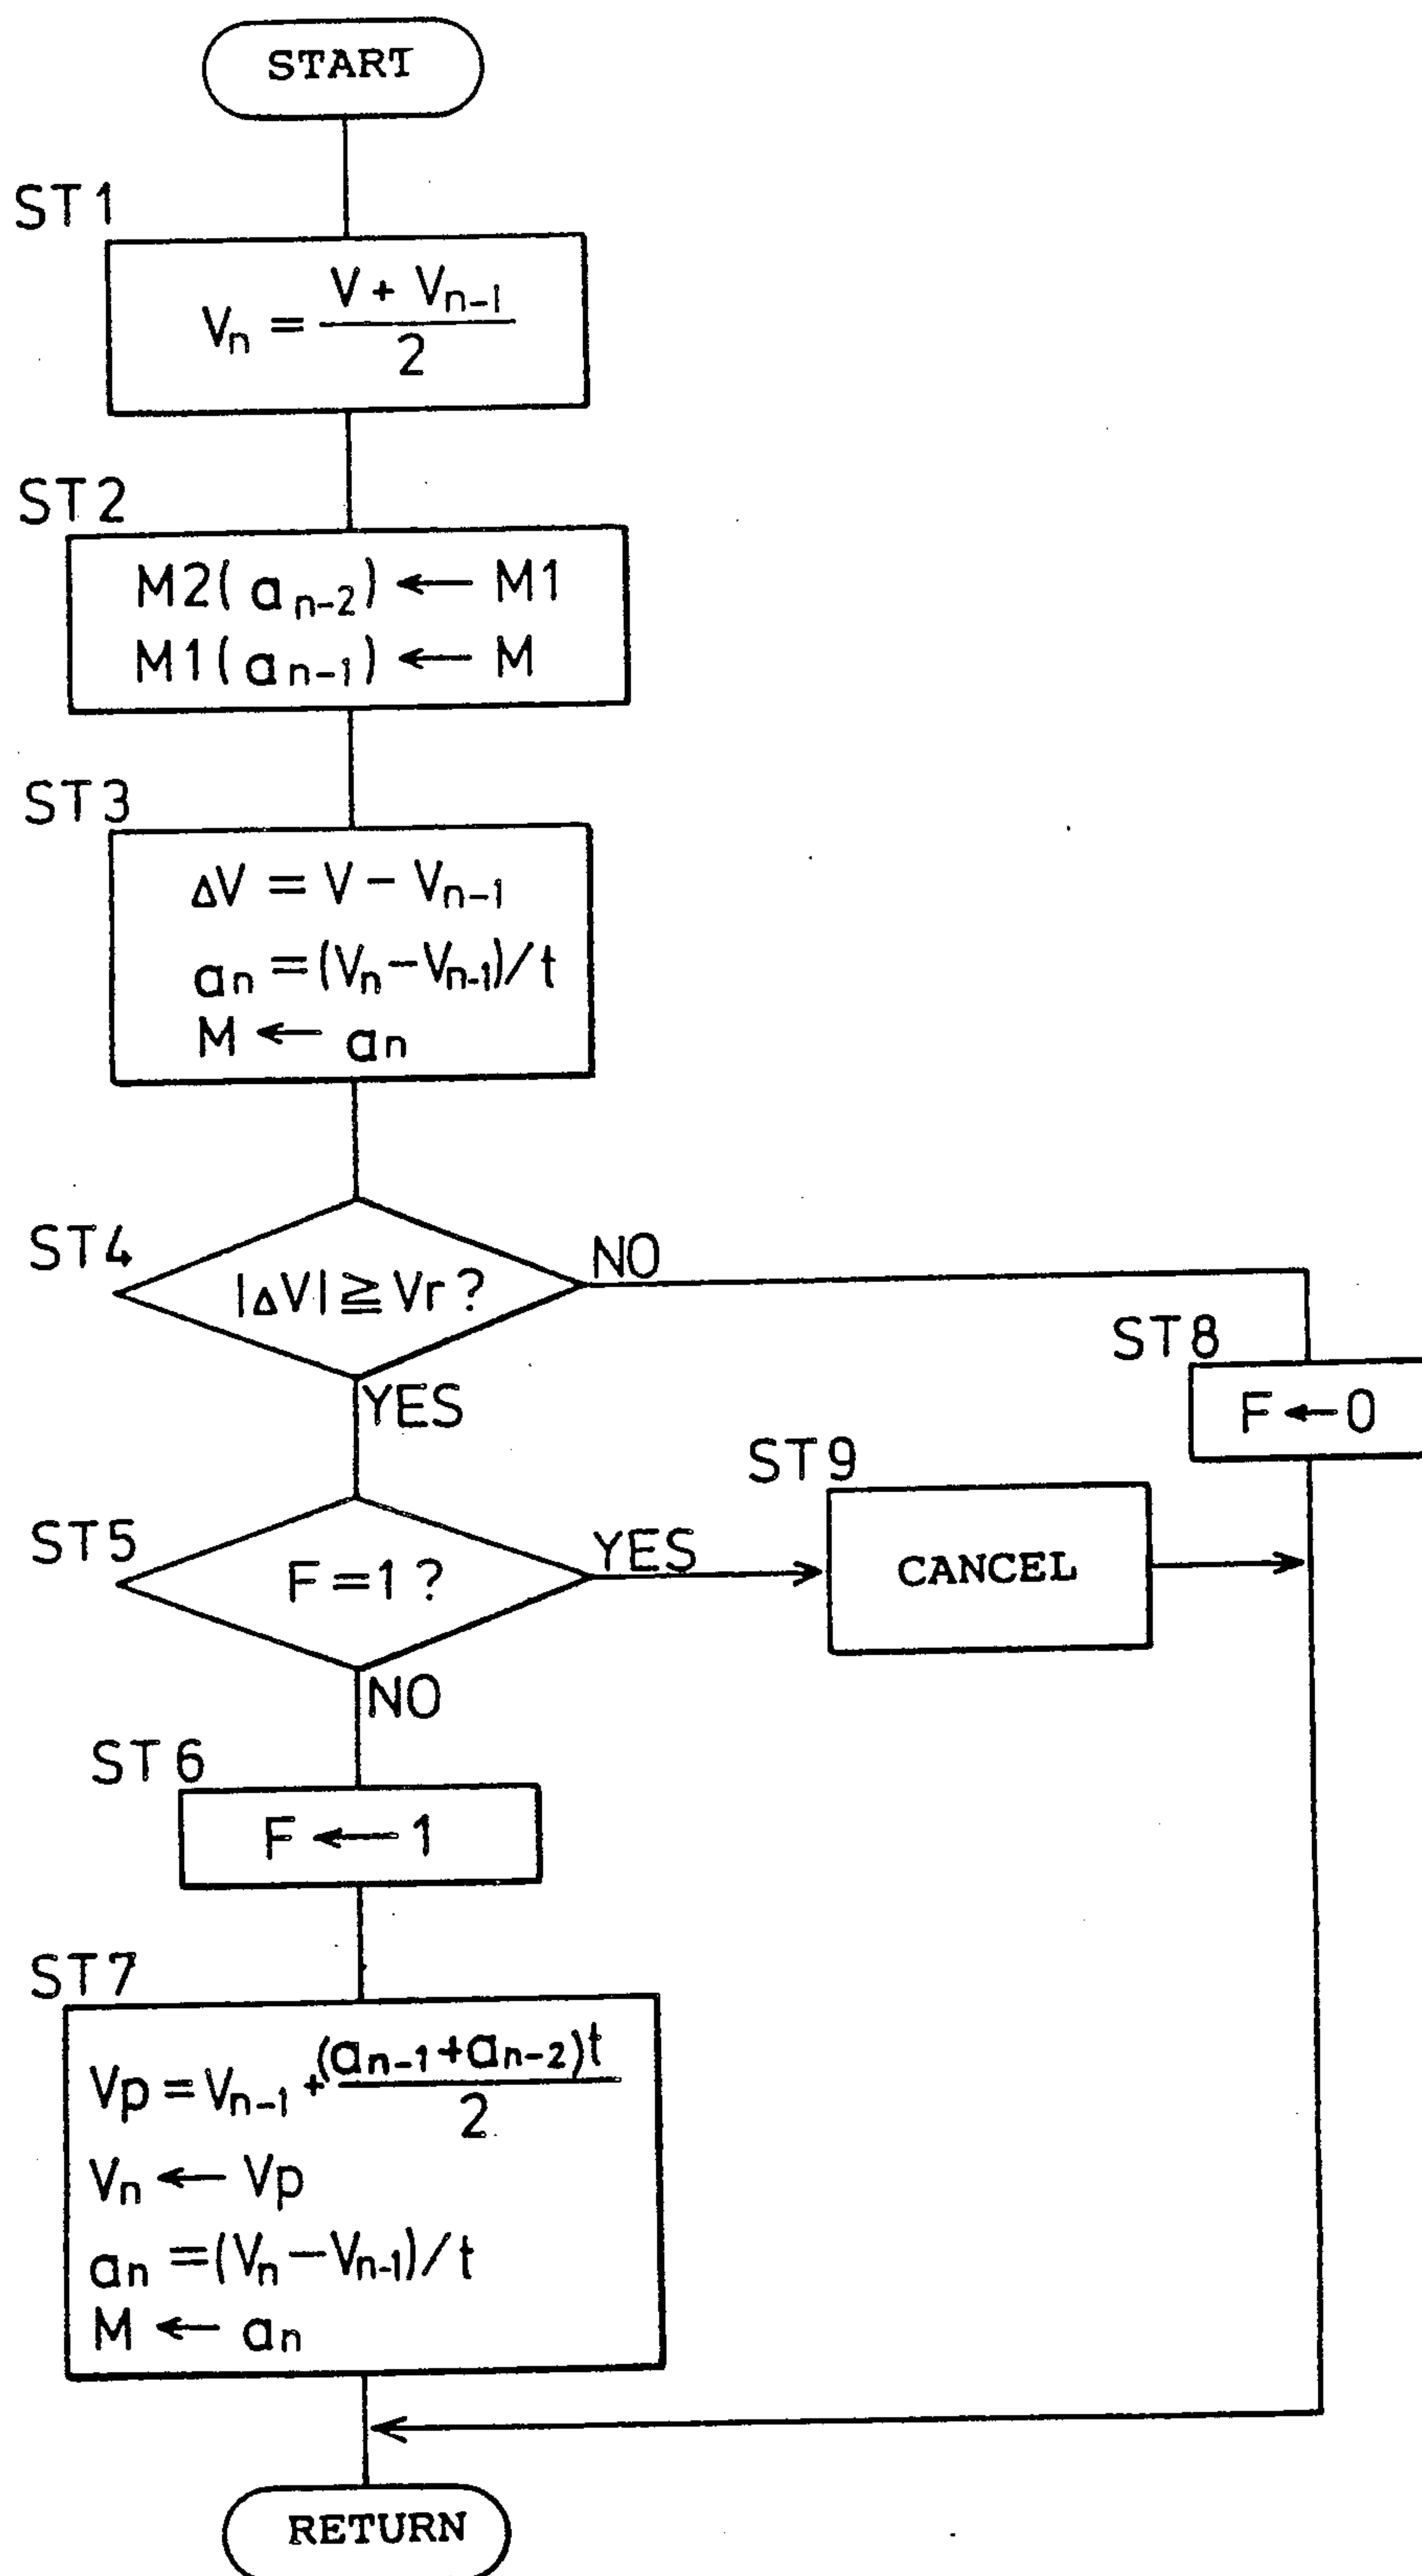 START
ST1
Vn = (V + Vn-1) / 2
ST2
M2(an-2) ← M1
M1(an-1) ← M
ST3
ΔV = V − Vn-1
an = (Vn − Vn-1)/t
M ← an
ST4
|ΔV| ≧ Vr ?
NO
YES
ST8
F ← 0
ST9
CANCEL
ST5
F = 1 ?
YES
NO
ST6
F ← 1
ST7
Vp = Vn-1 + (an-1 + an-2)t / 2
Vn ← Vp
an = (Vn − Vn-1)/t
M ← an
RETURN